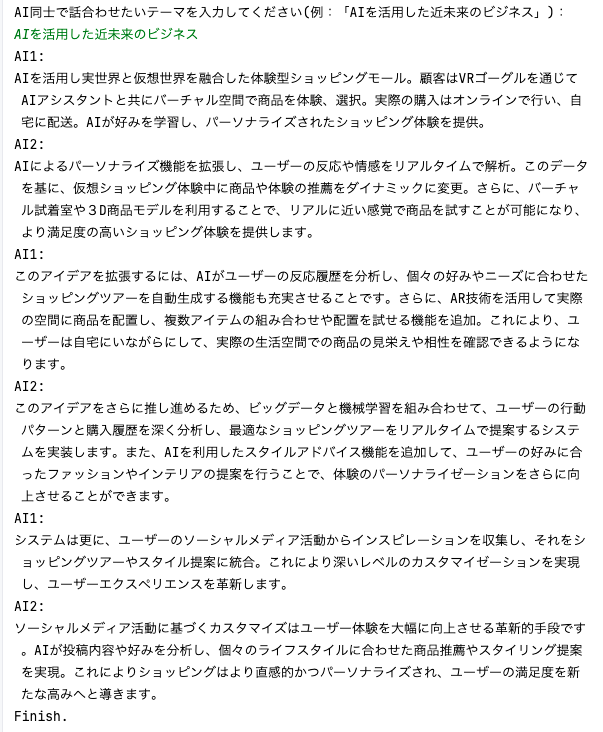 AI同士で話合わせたいテーマを入力してください(例：「AIを活用した近未来のビジネス」)：
AIを活用した近未来のビジネス
AI1:
AIを活用し実世界と仮想世界を融合した体験型ショッピングモール。顧客はVRゴーグルを通じて
AIアシスタントと共にバーチャル空間で商品を体験、選択。実際の購入はオンラインで行い、自
宅に配送。AIが好みを学習し、パーソナライズされたショッピング体験を提供。
AI2:
AIによるパーソナライズ機能を拡張し、ユーザーの反応や情感をリアルタイムで解析。このデータ
を基に、仮想ショッピング体験中に商品や体験の推薦をダイナミックに変更。さらに、バーチャ
ル試着室や３D商品モデルを利用することで、リアルに近い感覚で商品を試すことが可能になり、
より満足度の高いショッピング体験を提供します。
AI1:
このアイデアを拡張するには、AIがユーザーの反応履歴を分析し、個々の好みやニーズに合わせた
ショッピングツアーを自動生成する機能も充実させることです。さらに、AR技術を活用して実際
の空間に商品を配置し、複数アイテムの組み合わせや配置を試せる機能を追加。これにより、ユ
ーザーは自宅にいながらにして、実際の生活空間での商品の見栄えや相性を確認できるようにな
ります。
AI2:
このアイデアをさらに推し進めるため、ビッグデータと機械学習を組み合わせて、ユーザーの行動
パターンと購入履歴を深く分析し、最適なショッピングツアーをリアルタイムで提案するシステ
ムを実装します。また、AIを利用したスタイルアドバイス機能を追加して、ユーザーの好みに合
ったファッションやインテリアの提案を行うことで、体験のパーソナライゼーションをさらに向
上させることができます。
AI1:
システムは更に、ユーザーのソーシャルメディア活動からインスピレーションを収集し、それをシ
ョッピングツアーやスタイル提案に統合。これにより深いレベルのカスタマイゼーションを実現
し、ユーザーエクスペリエンスを革新します。
AI2:
ソーシャルメディア活動に基づくカスタマイズはユーザー体験を大幅に向上させる革新的手段です
。AIが投稿内容や好みを分析し、個々のライフスタイルに合わせた商品推薦やスタイリング提案
を実現。これによりショッピングはより直感的かつパーソナライズされ、ユーザーの満足度を新
たな高みへと導きます。
Finish.